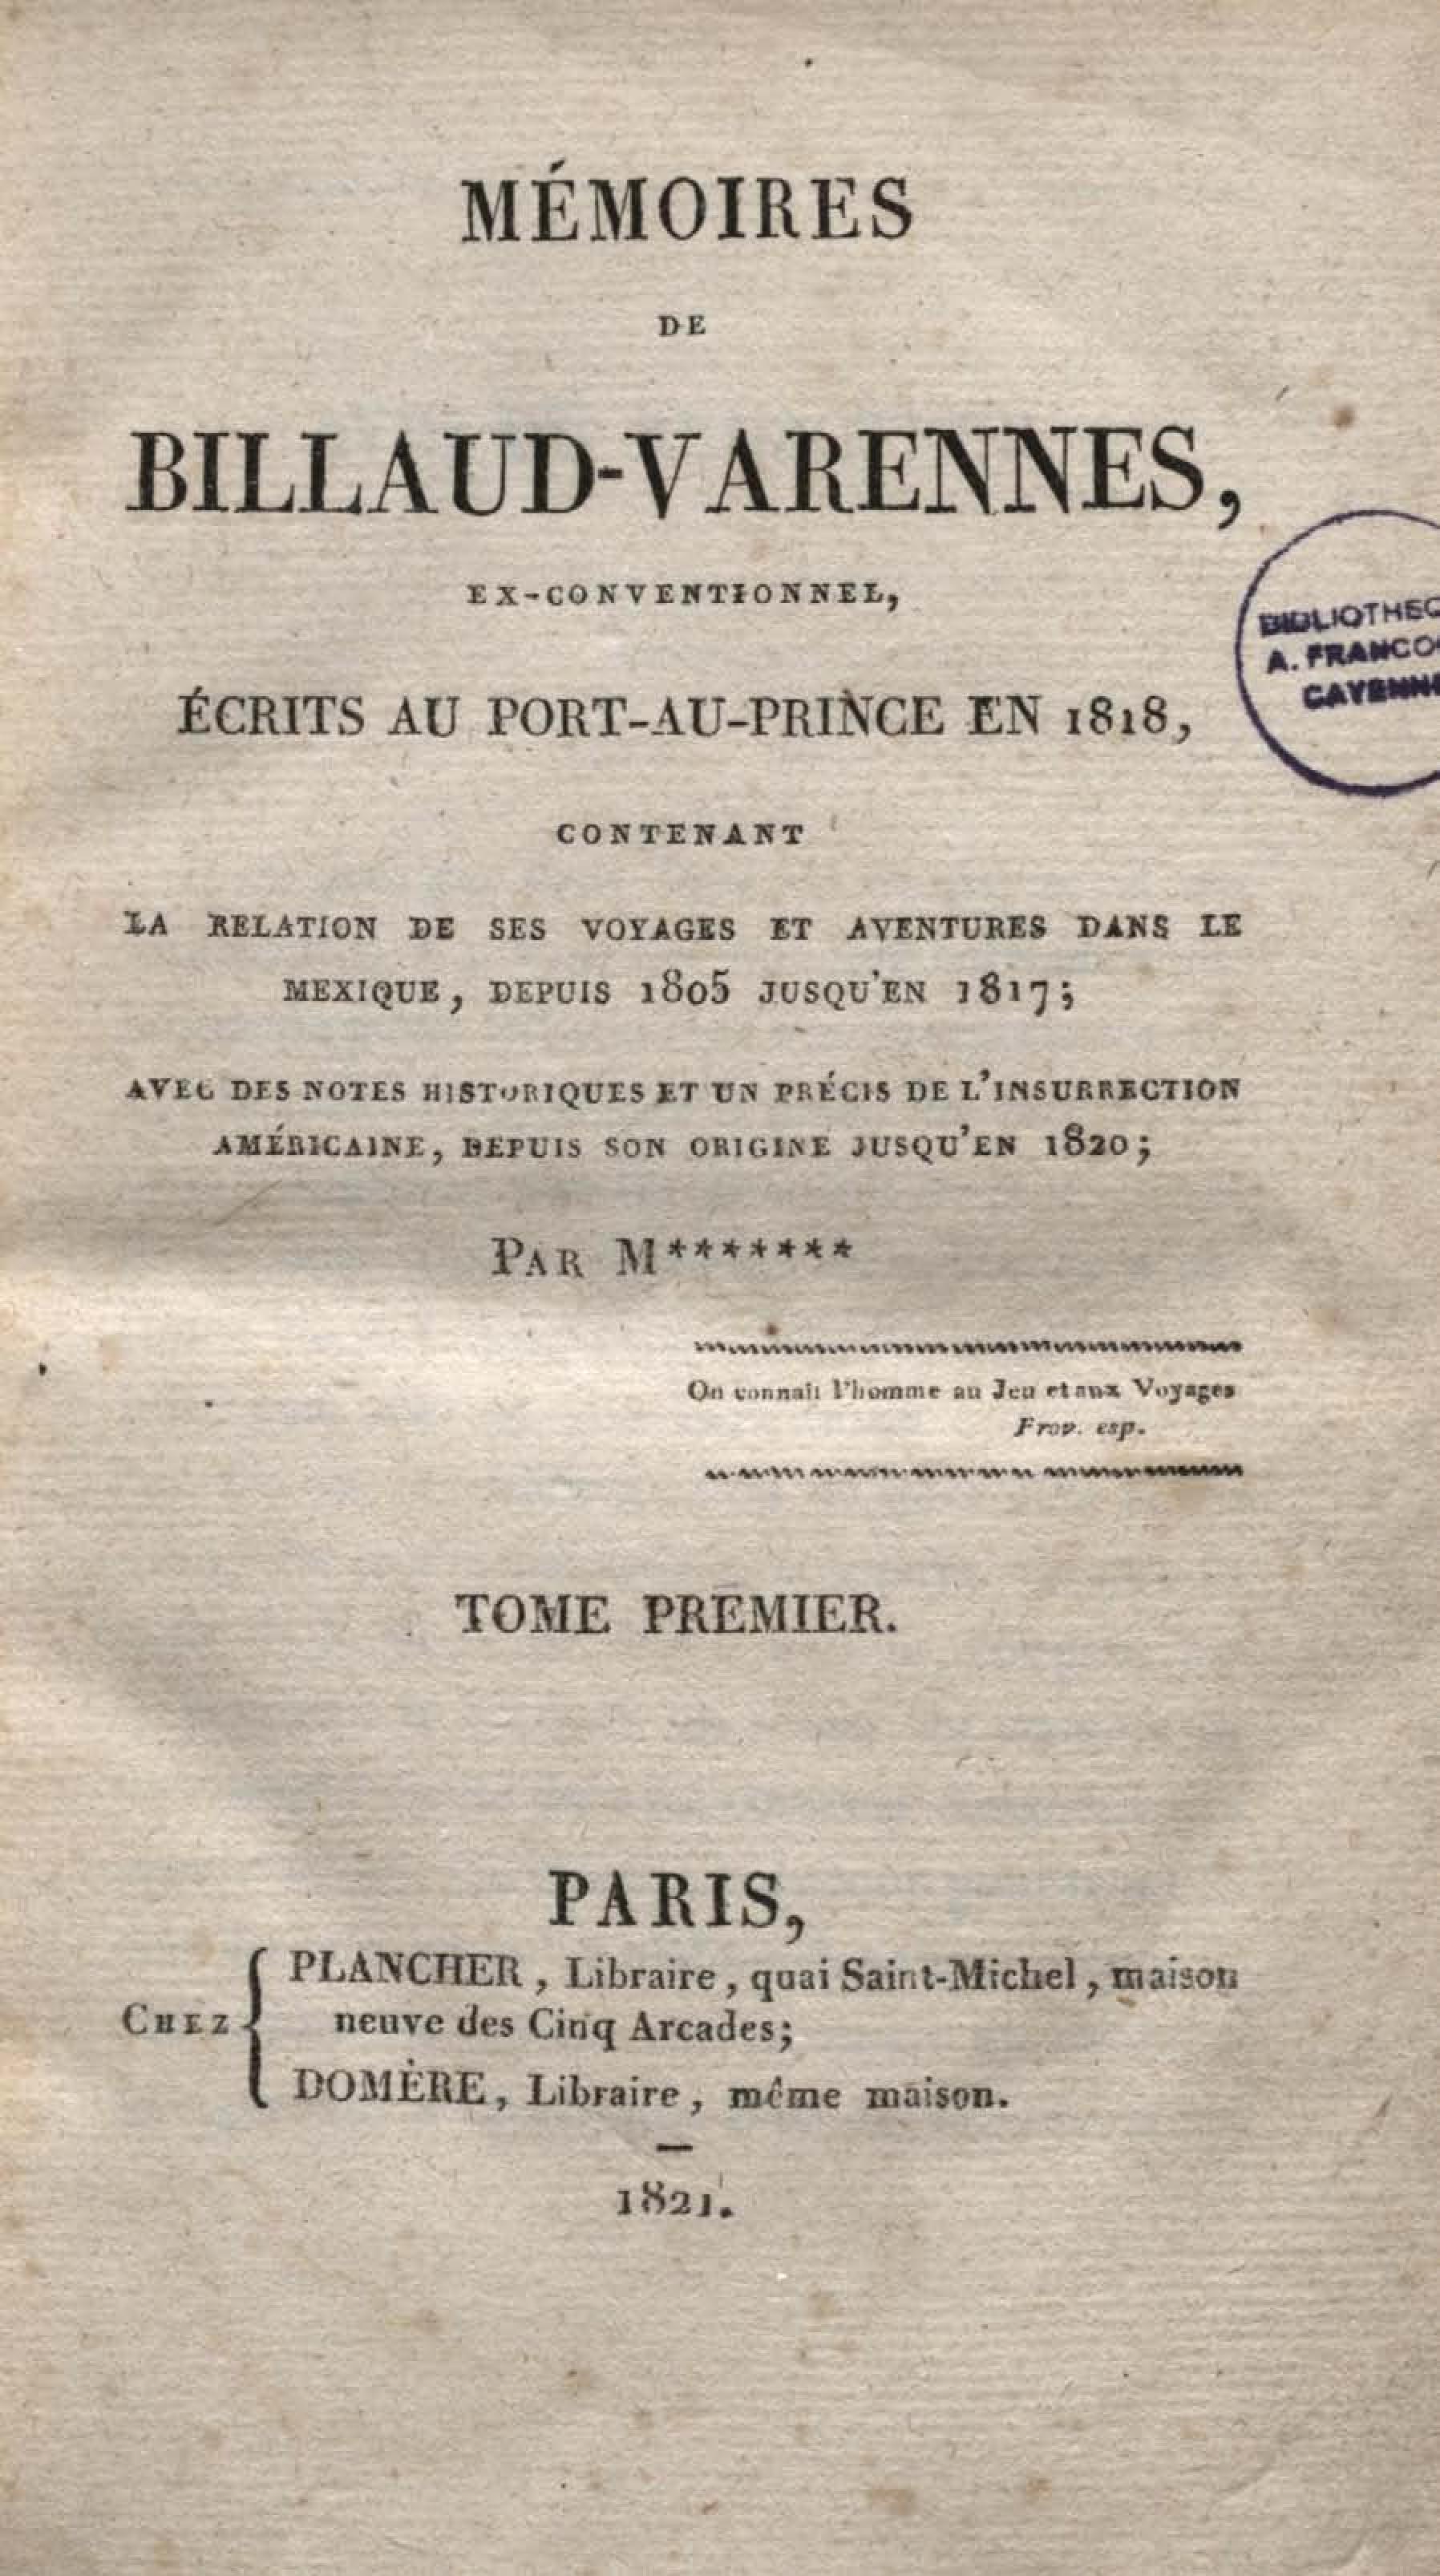 MÉMOIRES
DE
BILLAUD-VARENNES,
EX-CONVENTIONNEL,
ÉCRITS AU PORT-AU-PRINCE EN 1818,
CONTENANT
LA RELATION DE SES VOYAGES ET AVENTURES DANS LE
MEXIQUE, DEPUIS 1805 JUSQU'EN 1817;
AVEC DES NOTES HISTORIQUES ET UN PRÉCIS DE L'INSURRECTION
AMÉRICAINE, DEPUIS SON ORIGINE JUSQU'EN 1820;
PAR M*******
On connaît l'homme au Jeu et aux Voyages
Prov. esp.
TOME PREMIER.
PARIS,
CHEZ
PLANCHER, Libraire, quai Saint-Michel, maison
neuve des Cinq Arcades;
DOMÈRE, Libraire, même maison.
1821.
BIBLIOTHEQ
A. FRANCO
CAYENNE